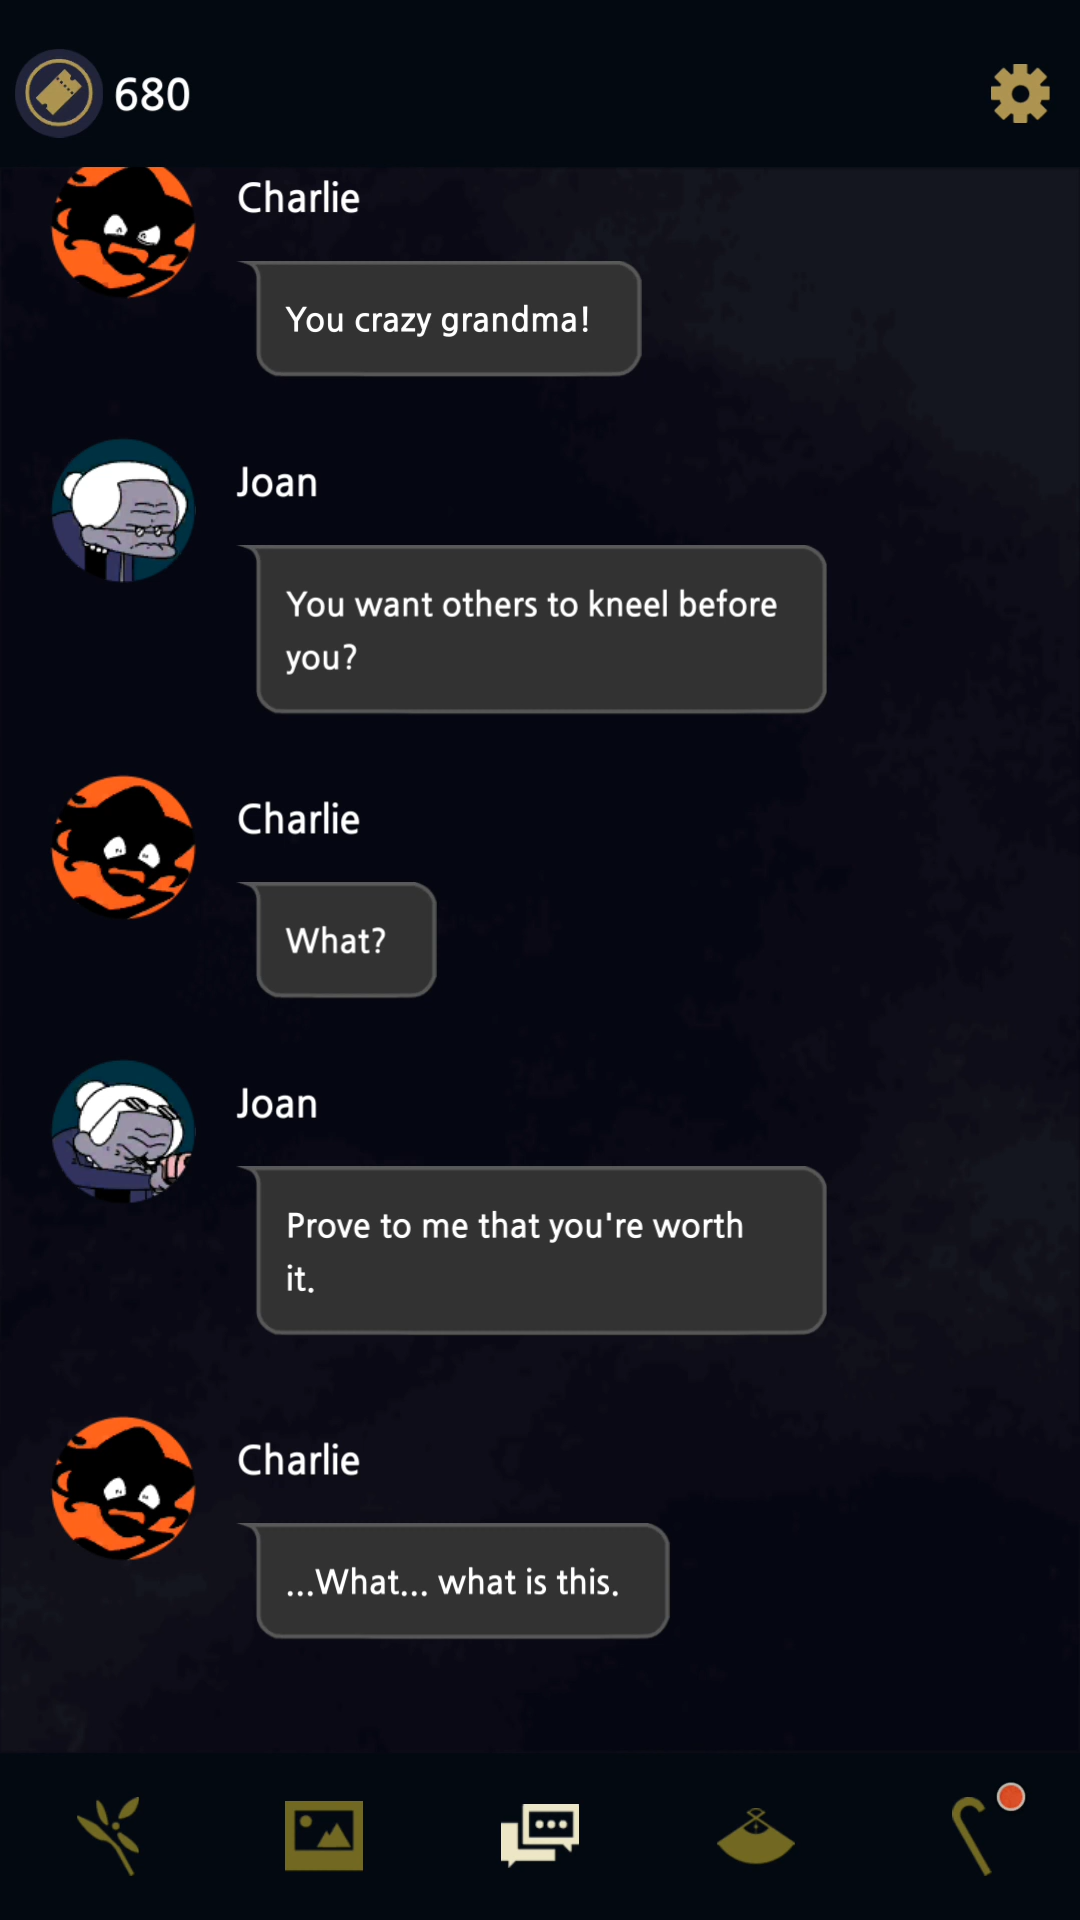 680
Charlie
You crazy grandma!
Joan
You want others to kneel before
you?
Charlie
What?
Joan
Prove to me that you're worth
it.
Charlie
...What... what is this.